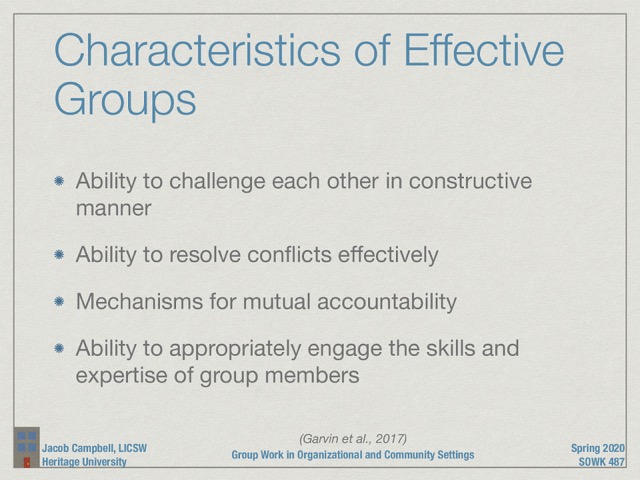 Characteristics of Effective
Groups
Ability to challenge each other in constructive
manner
Ability to resolve conflicts effectively
Mechanisms for mutual accountability
Ability to appropriately engage the skills and
expertise of group members
(Garvin et al., 2017)
Jacob Campbell, LICSW
Heritage University
Group Work in Organizational and Community Settings
Spring 2020
SOWK 487